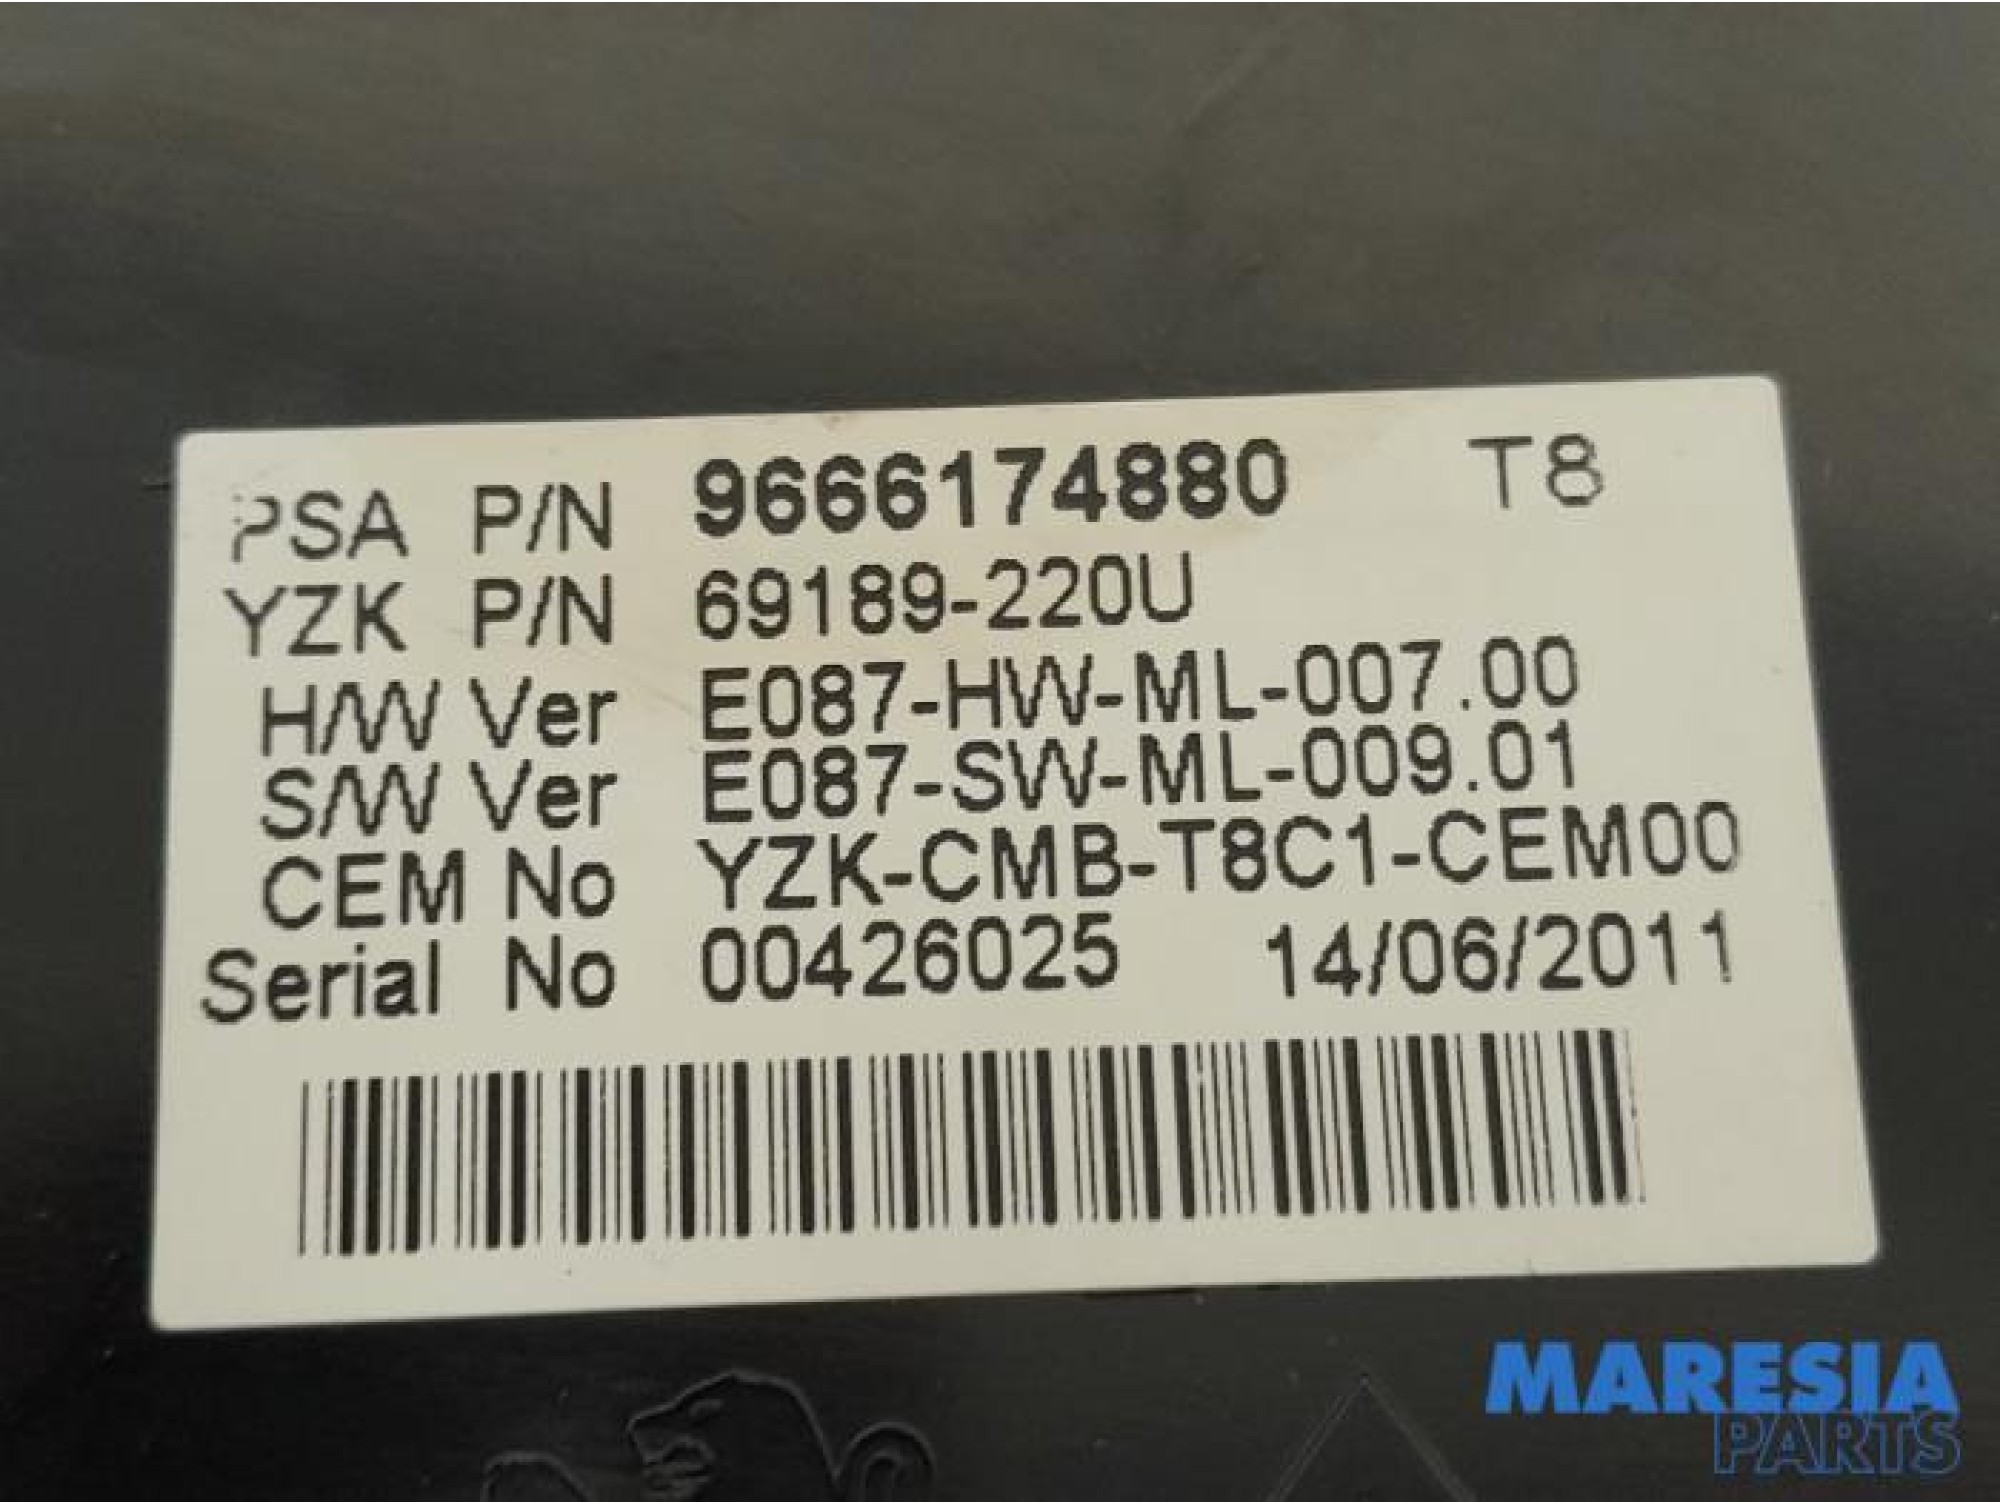 PSA P/N 9666174880 T8
YZK P/N 69189-220U
H/W Ver E087-HW-ML-007.00
S/W Ver E087-SW-ML-009.01
CEM No YZK-CMB-T8C1-CEM00
Serial No 00426025 14/06/2011
MARESIA
PARTS